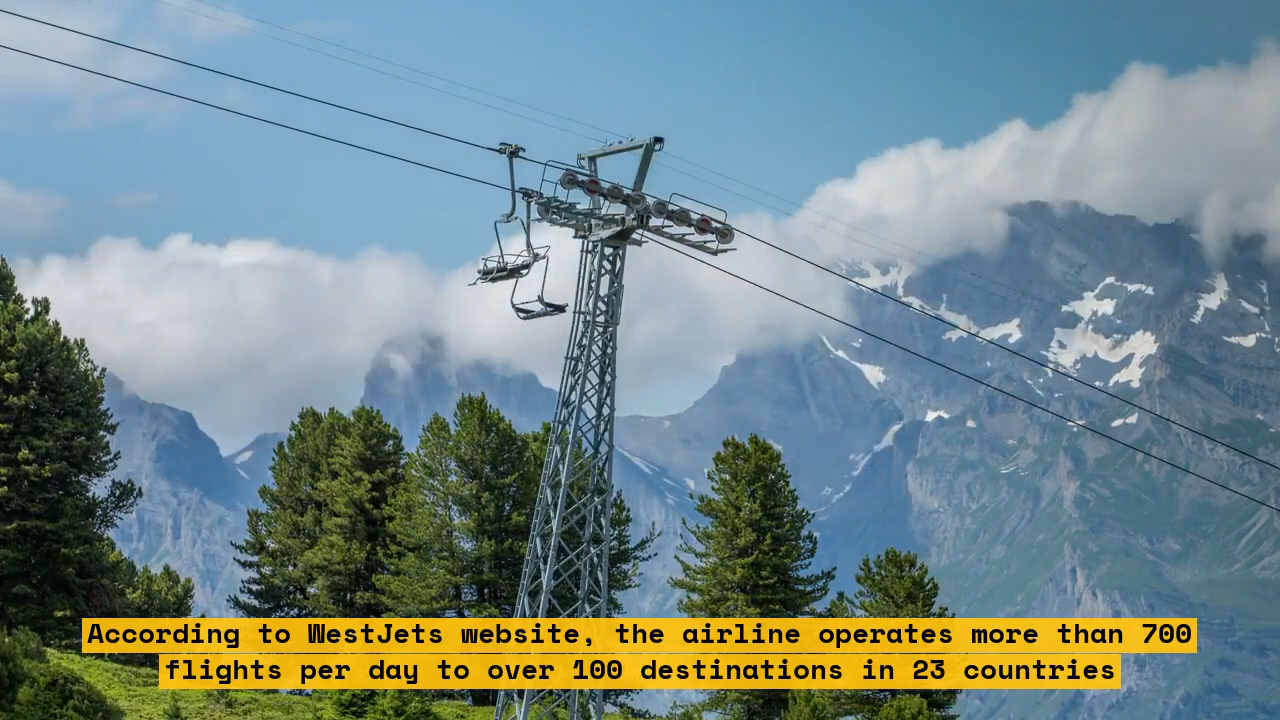 According to WestJets website, the airline operates more than 700
flights per day to over 100 destinations in 23 countries